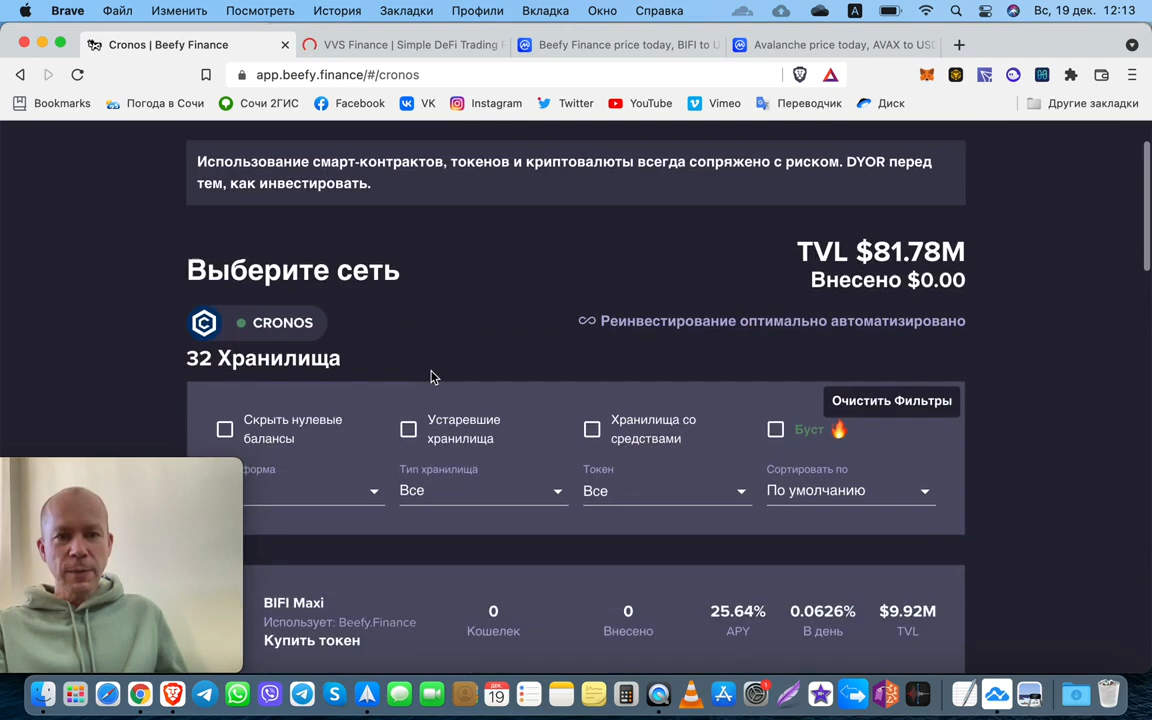 Brave Файл Изменить Посмотреть История Закладки Профили Вкладка Окно Справка A Вс, 19 дек. 12:13
Cronos | Beefy Finance VVS Finance | Simple DeFi Trading Beefy Finance price today, BIFI to U Avalanche price today, AVAX to USD
app.beefy.finance/#/cronos
Bookmarks Погода в Сочи Сочи 2ГИС Facebook VK Instagram Twitter YouTube Vimeo Переводчик Диск Другие закладки
Использование смарт-контрактов, токенов и криптовалюты всегда сопряжено с риском. DYOR перед
тем, как инвестировать.
TVL $81.78M
Выберите сеть
Внесено $0.00
CRONOS
Реинвестирование оптимально автоматизировано
32 Хранилища
Очистить Фильтры
Скрыть нулевые
балансы
Устаревшие
хранилища
Хранилища со
средствами
Буст
форма Тип хранилища Токен Сортировать по
Все Все По умолчанию
BIFI Maxi
Использует: Beefy.Finance
Купить токен
0 0 25.64% 0.0626% $9.92M
Кошелек Внесено APY В день TVL
ДЕК
19
1